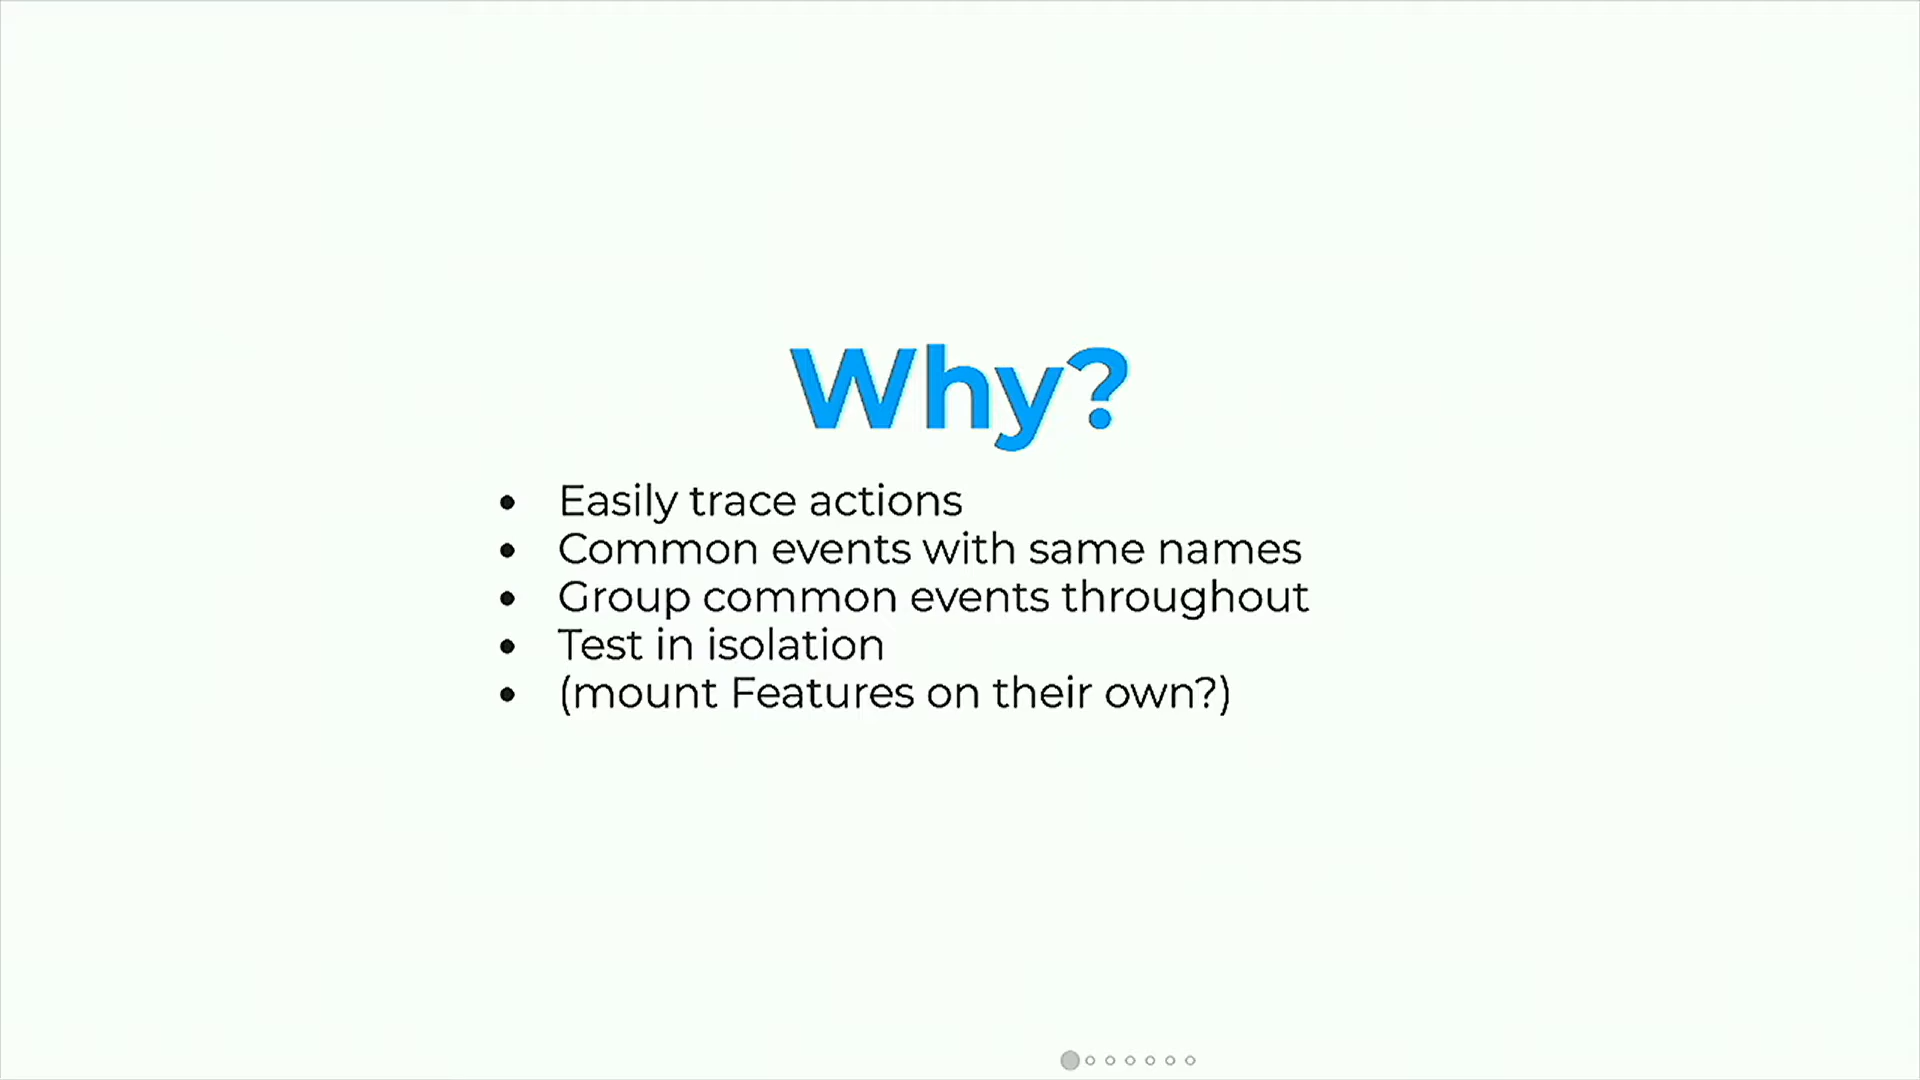 Why?
• Easily trace actions
• Common events with same names
• Group common events throughout
• Test in isolation
• (mount Features on their own?)